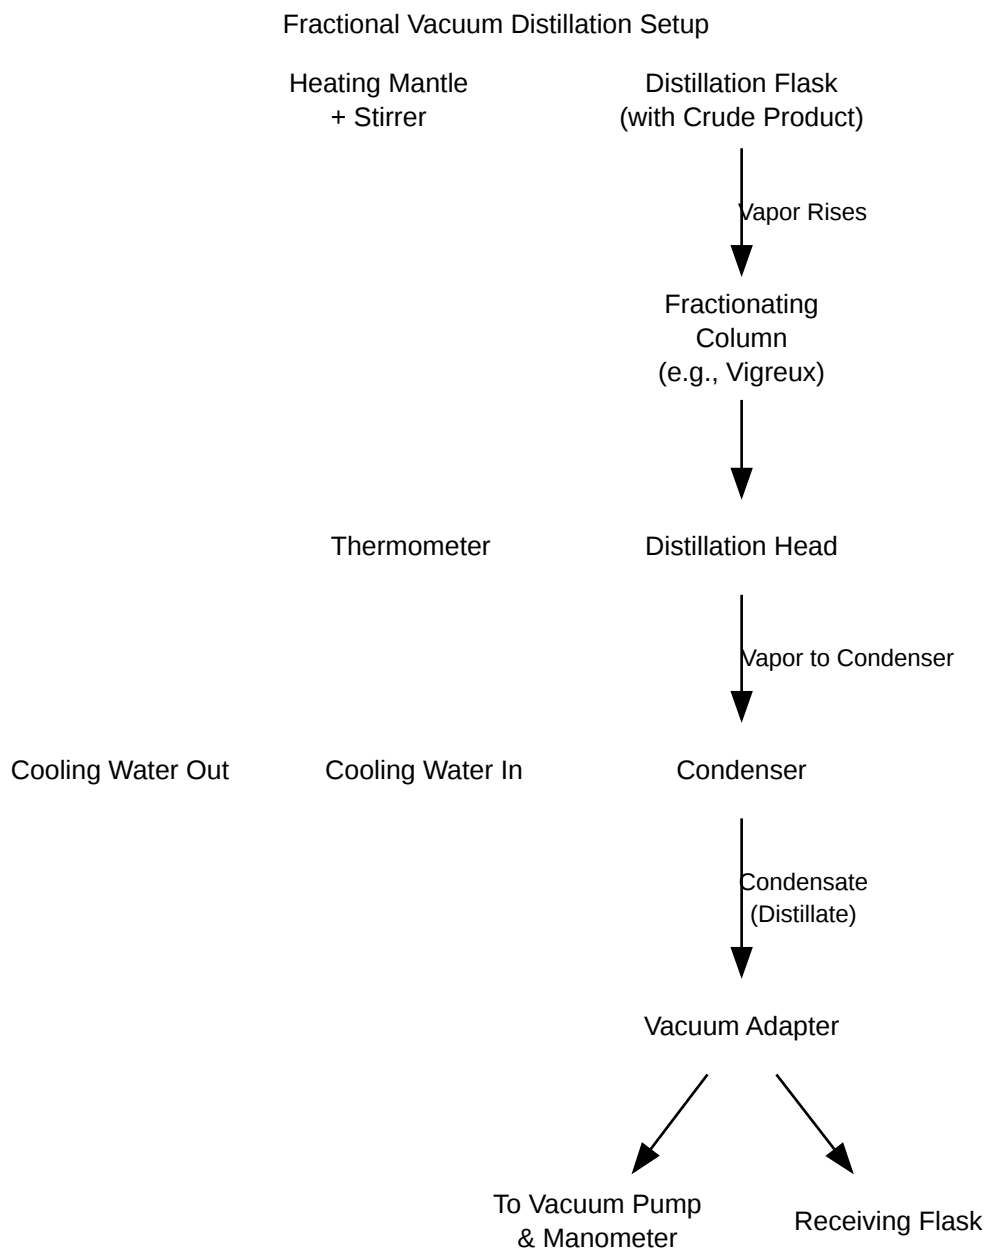 Fractional Vacuum Distillation Setup
Heating Mantle
+ Stirrer
Distillation Flask
(with Crude Product)
Vapor Rises
Fractionating
Column
(e.g., Vigreux)
Thermometer
Distillation Head
Vapor to Condenser
Cooling Water Out
Cooling Water In
Condenser
Condensate
(Distillate)
Vacuum Adapter
To Vacuum Pump
& Manometer
Receiving Flask